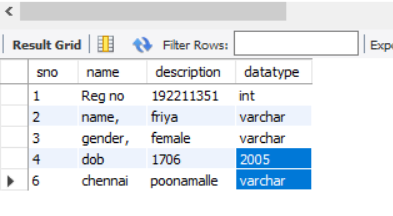 Result Grid Filter Rows: Expo
sno name description datatype
1 Reg no 192211351 int
2 name, friya varchar
3 gender, female varchar
4 dob 1706 2005
6 chennai poonamalle varchar